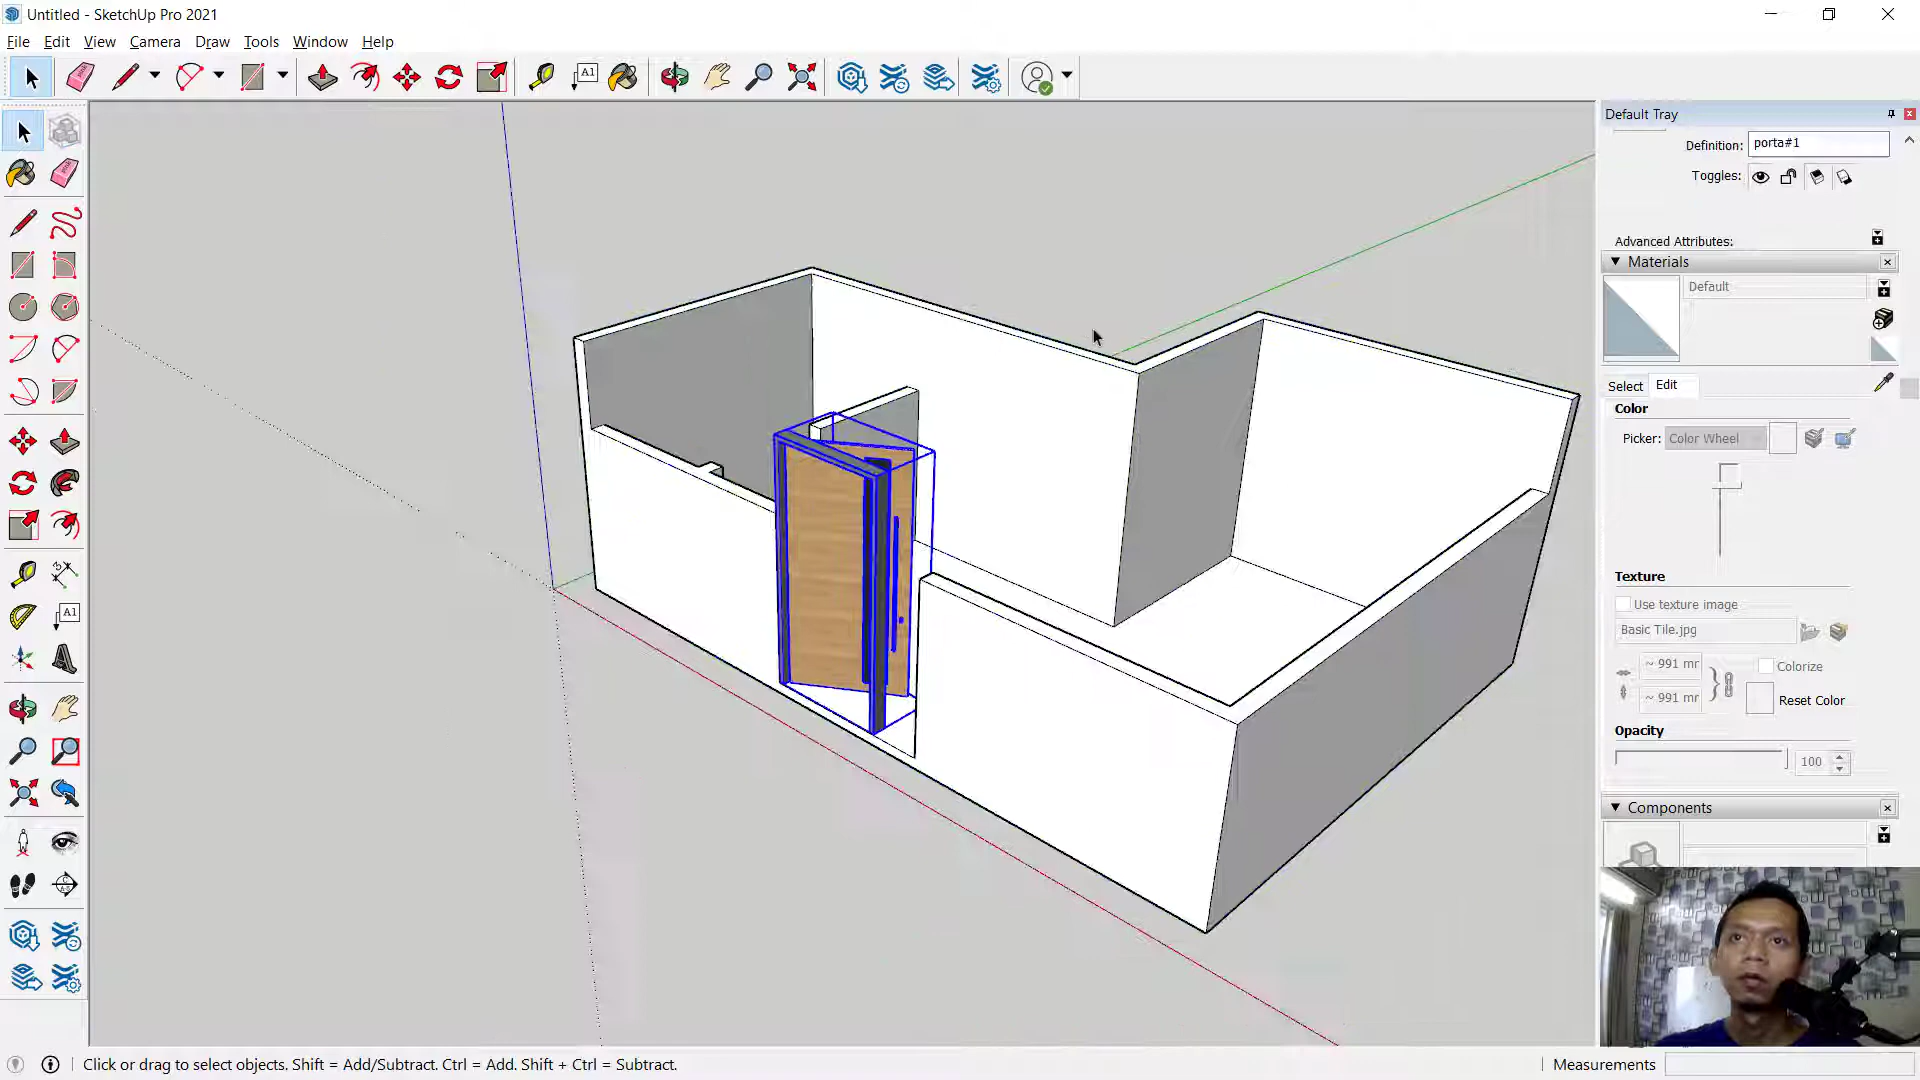 Untitled - SketchUp Pro 2021
File Edit View Camera Draw Tools Window Help
A1
Default Tray
Definition: porta#1
Toggles:
Advanced Attributes:
Materials
Default
Select Edit
Color
Picker: Color Wheel
Texture
Use texture image
Basic Tile.jpg
~ 991 mr
Colorize
~ 991 mr
Reset Color
Opacity
100
Components
A1
Click or drag to select objects. Shift = Add/Subtract. Ctrl = Add. Shift + Ctrl = Subtract.
Measurements